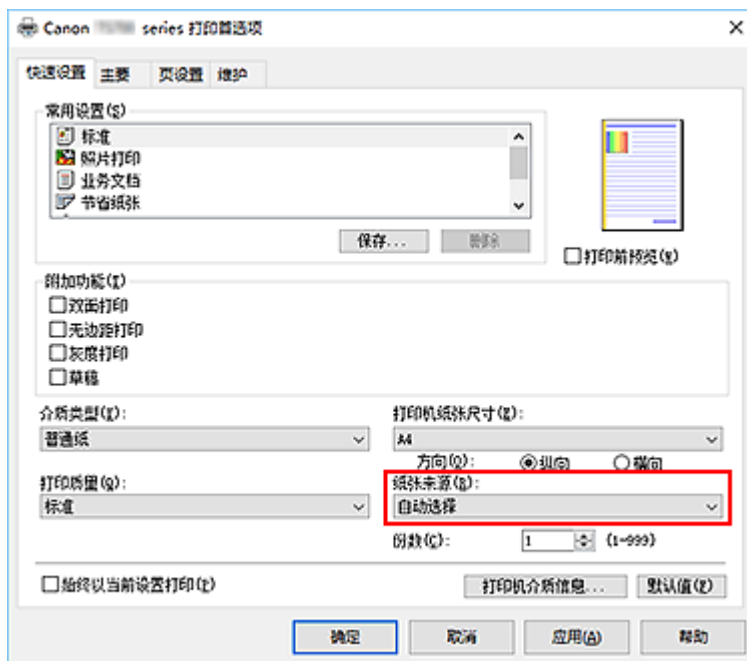 Canon series 打印首选项
快速设置 主要 页设置 维护
常用设置(S)
标准
照片打印
业务文档
节省纸张
保存... 删除
打印前预览(W)
附加功能(I)
双面打印
无边距打印
灰度打印
草稿
介质类型(I): 打印机纸张尺寸(Z):
普通纸 A4
方向(O): 纵向 横向
打印质量(Q): 纸张来源(R):
标准 自动选择
份数(C): 1 (1-999)
始终以当前设置打印(P)
打印机介质信息... 默认值(F)
确定 取消 应用(A) 帮助